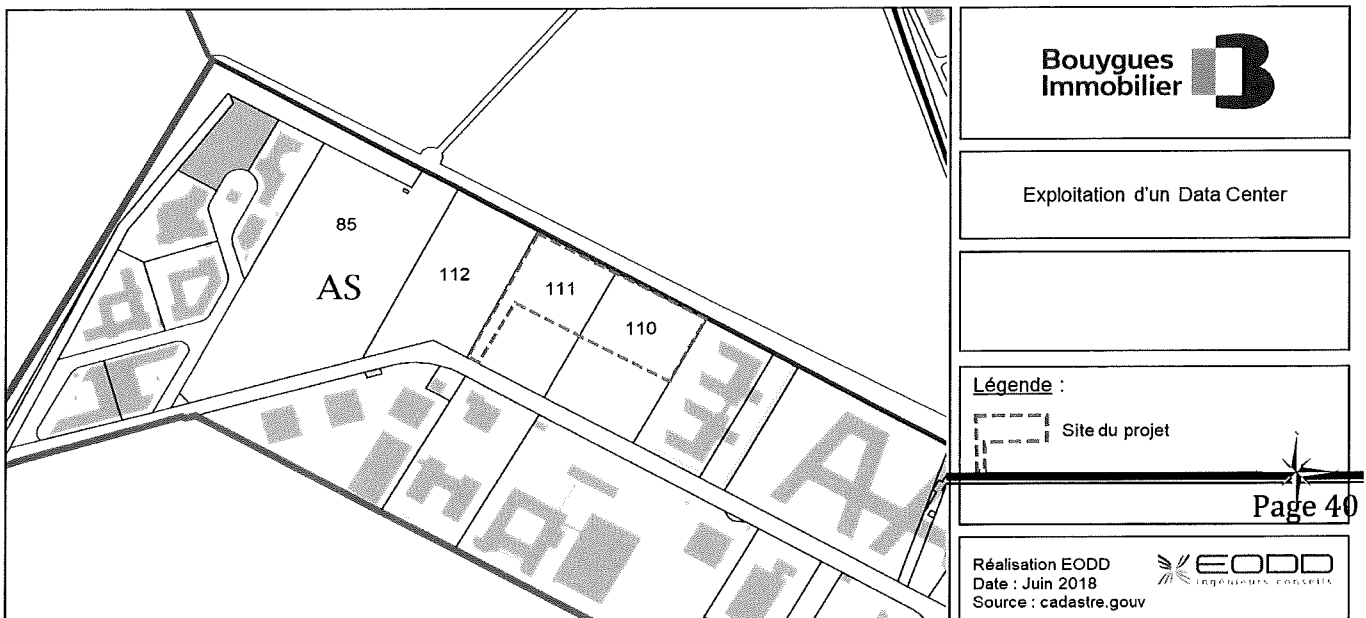 85
AS
112
111
110
Bouygues
Immobilier
Exploitation d'un Data Center
Légende :
Site du projet
Page 40
Réalisation EODD
Date : Juin 2018
Source : cadastre.gouv
EODD
ingénieurs conseils